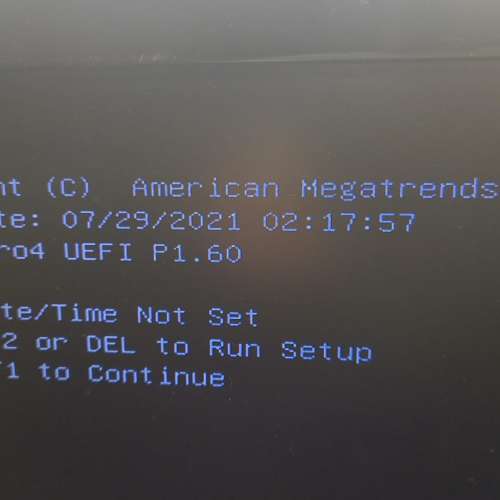 nt (C) American Megatrends
te: 07/29/2021 02:17:57
ro4 UEFI P1.60
te/Time Not Set
2 or DEL to Run Setup
1 to Continue